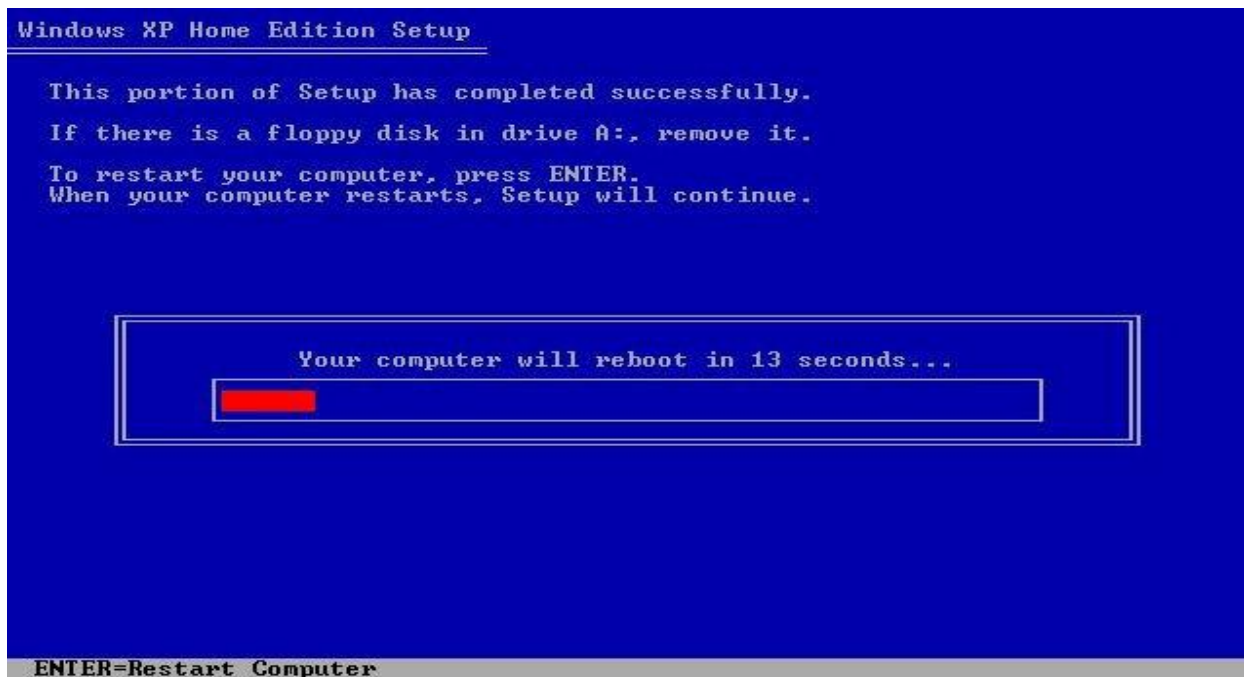 Windows XP Home Edition Setup
This portion of Setup has completed successfully.
If there is a floppy disk in drive A:, remove it.
To restart your computer, press ENTER.
When your computer restarts, Setup will continue.
Your computer will reboot in 13 seconds...
ENTER=Restart Computer